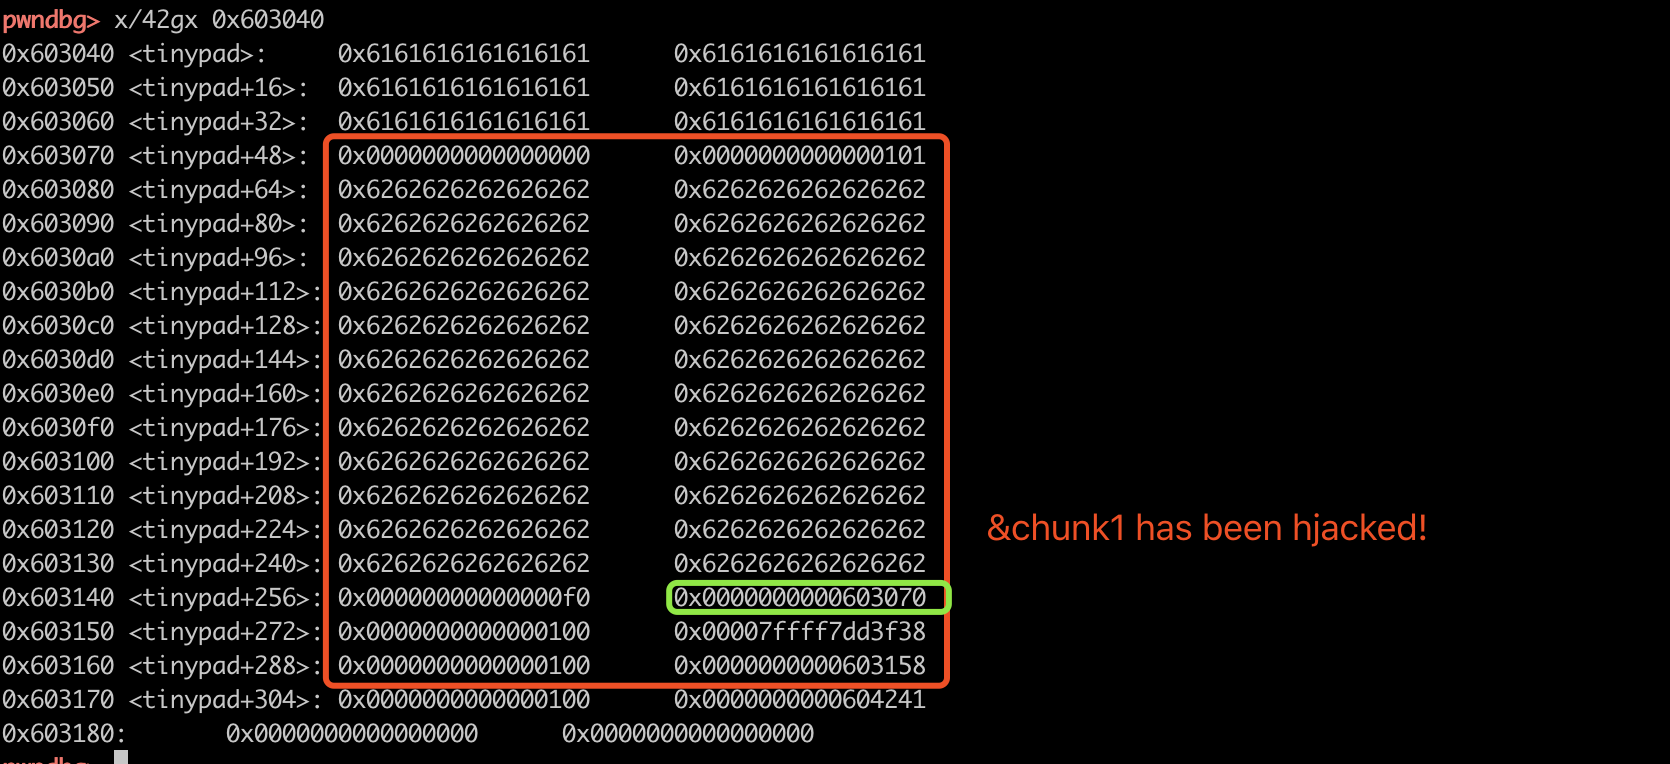 pwndbg> x/42gx 0x603040
0x603040 <tinypad>: 0x6161616161616161 0x6161616161616161
0x603050 <tinypad+16>: 0x6161616161616161 0x6161616161616161
0x603060 <tinypad+32>: 0x6161616161616161 0x6161616161616161
0x603070 <tinypad+48>: 0x0000000000000000 0x0000000000000101
0x603080 <tinypad+64>: 0x6262626262626262 0x6262626262626262
0x603090 <tinypad+80>: 0x6262626262626262 0x6262626262626262
0x6030a0 <tinypad+96>: 0x6262626262626262 0x6262626262626262
0x6030b0 <tinypad+112>: 0x6262626262626262 0x6262626262626262
0x6030c0 <tinypad+128>: 0x6262626262626262 0x6262626262626262
0x6030d0 <tinypad+144>: 0x6262626262626262 0x6262626262626262
0x6030e0 <tinypad+160>: 0x6262626262626262 0x6262626262626262
0x6030f0 <tinypad+176>: 0x6262626262626262 0x6262626262626262
0x603100 <tinypad+192>: 0x6262626262626262 0x6262626262626262
0x603110 <tinypad+208>: 0x6262626262626262 0x6262626262626262
0x603120 <tinypad+224>: 0x6262626262626262 0x6262626262626262
&chunk1 has been hjacked!
0x603130 <tinypad+240>: 0x6262626262626262 0x6262626262626262
0x603140 <tinypad+256>: 0x00000000000000f0 0x0000000000603070
0x603150 <tinypad+272>: 0x0000000000000100 0x00007ffff7dd3f38
0x603160 <tinypad+288>: 0x0000000000000100 0x0000000000603158
0x603170 <tinypad+304>: 0x0000000000000100 0x0000000000604241
0x603180: 0x0000000000000000 0x0000000000000000
pwndbg>